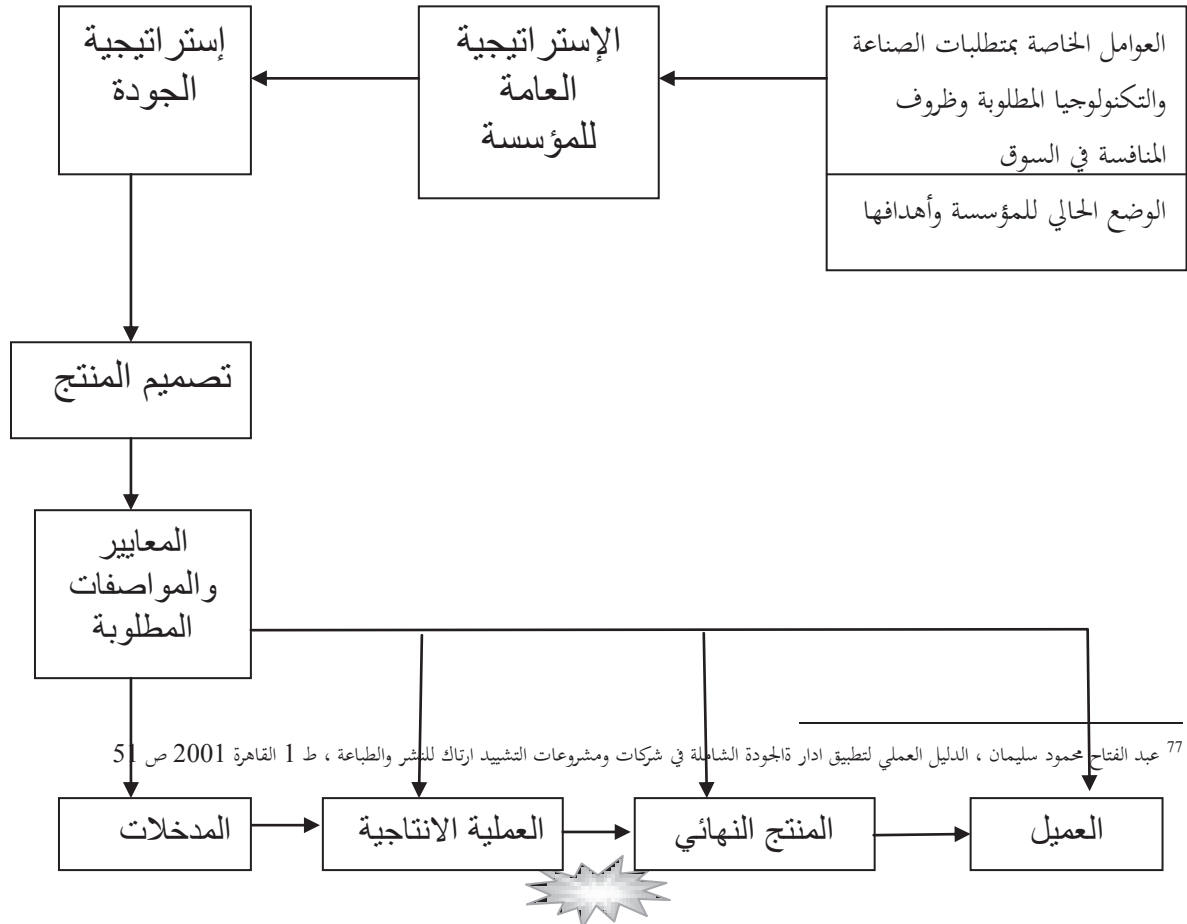 العوامل الخاصة بمتطلبات الصناعة
والتكنولوجيا المطلوبة وظروف
المنافسة في السوق
الوضع الحالي للمؤسسة وأهدافها
الإستراتيجية
العامة
للمؤسسة
إستراتيجية
الجودة
تصميم المنتج
المعايير
والمواصفات
المطلوبة
77 عبد الفتاح محمود سليمان ، الدليل العملي لتطبيق ادار ةالجودة الشاملة في شركات ومشروعات التشييد ارتاك للنشر والطباعة ، ط 1 القاهرة 2001 ص 51
المدخلات
العملية الانتاجية
المنتج النهائي
العميل